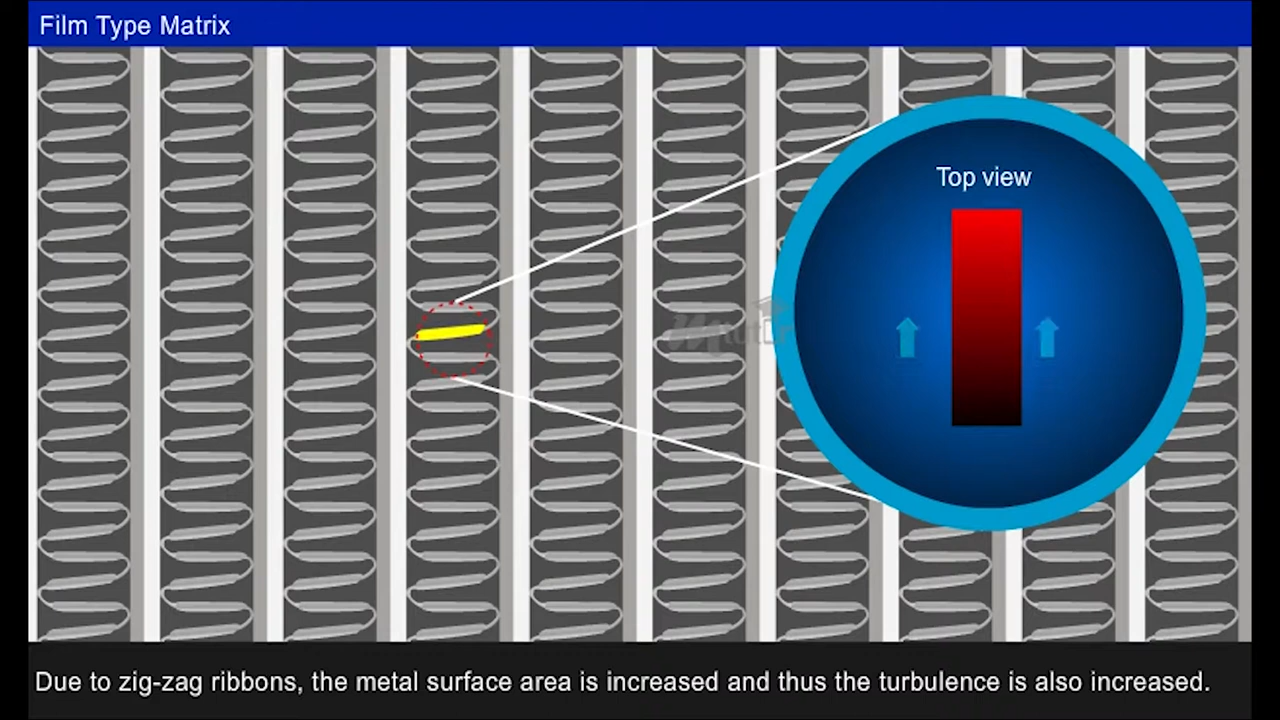 Film Type Matrix
Top view
Due to zig-zag ribbons, the metal surface area is increased and thus the turbulence is also increased.